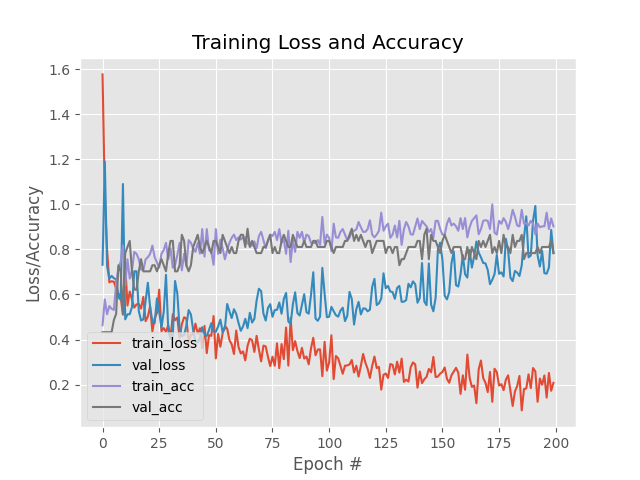 Training Loss and Accuracy
1.6
1.4
1.2
1.0
0.8
0.6
0.4
0.2
Loss/Accuracy
train_loss
val_loss
train_acc
val_acc
0 25 50 75 100 125 150 175 200
Epoch #